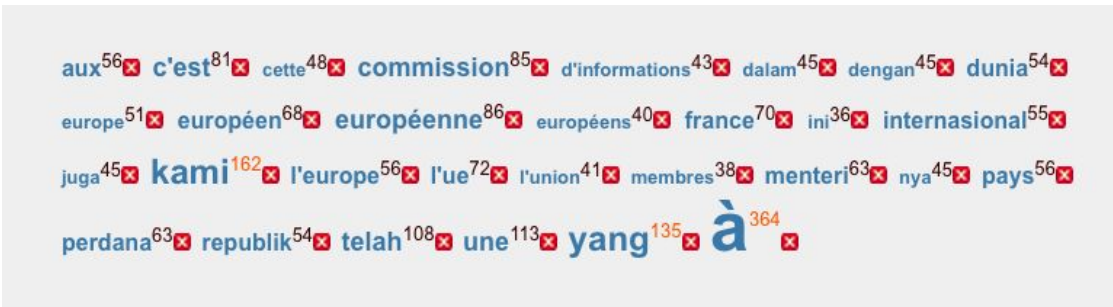 aux56 c'est81 cette48 commission85 d'informations43 dalam45 dengan45 dunia54
europe51 européen68 européenne86 européens40 france70 ini36 internasional55
juga45 kami162 l'europe56 l'ue72 l'union41 membres38 menteri63 nya45 pays56
perdana63 republik54 telah108 une113 yang135 à364